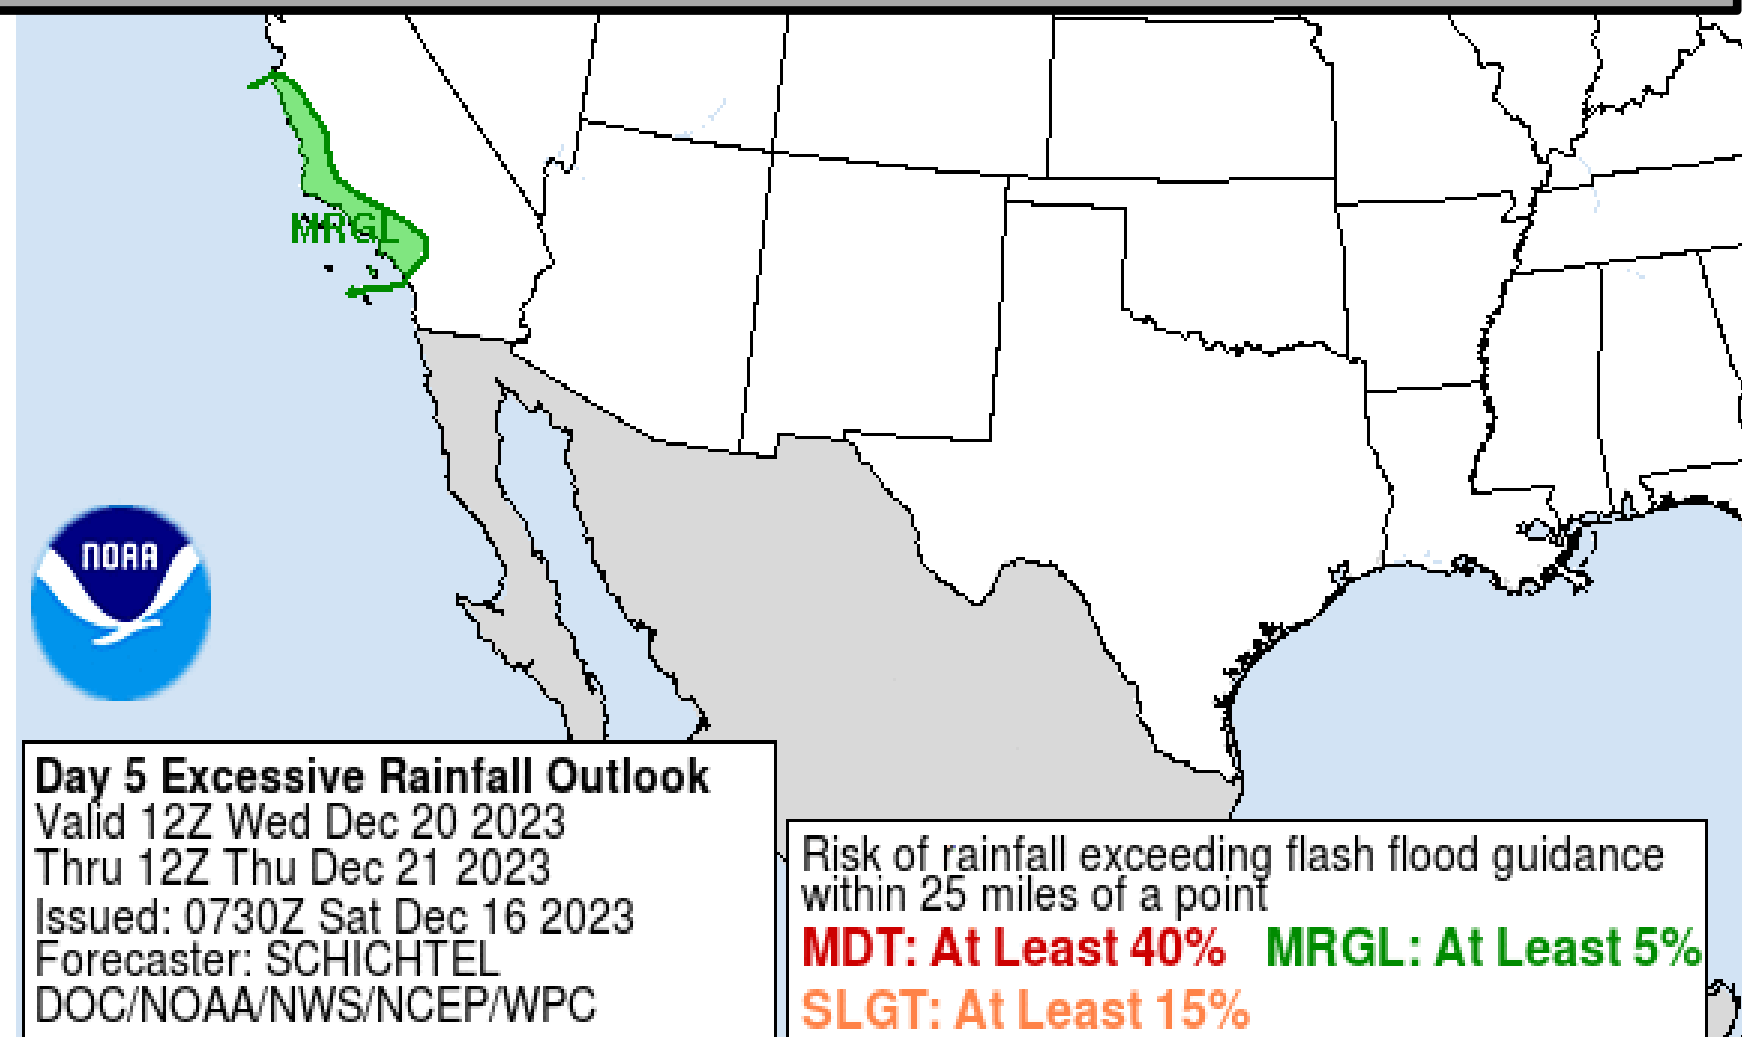 MRGL
NOAA
Day 5 Excessive Rainfall Outlook
Valid 12Z Wed Dec 20 2023
Thru 12Z Thu Dec 21 2023
Issued: 0730Z Sat Dec 16 2023
Forecaster: SCHICHTEL
DOC/NOAA/NWS/NCEP/WPC
Risk of rainfall exceeding flash flood guidance
within 25 miles of a point
MDT: At Least 40% MRGL: At Least 5%
SLGT: At Least 15%